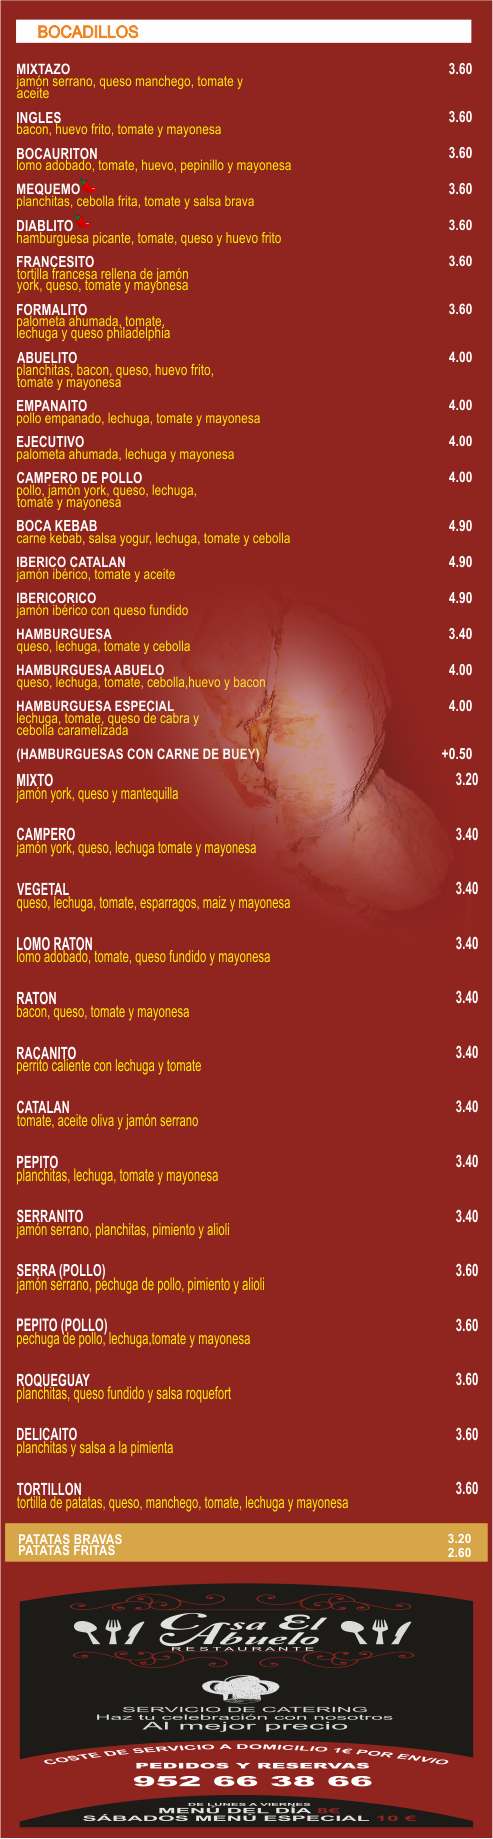 BOCADILLOS
MIXTAZO 3.60
jamón serrano, queso manchego, tomate y
aceite
INGLES 3.60
bacon, huevo frito, tomate y mayonesa
BOCAURITON 3.60
lomo adobado, tomate, huevo, pepinillo y mayonesa
MEQUEMO 3.60
planchitas, cebolla frita, tomate y salsa brava
DIABLITO 3.60
hamburguesa picante, tomate, queso y huevo frito
FRANCESITO 3.60
tortilla francesa rellena de jamón
york, queso, tomate y mayonesa
FORMALITO 3.60
palometa ahumada, tomate,
lechuga y queso philadelphia
ABUELITO 4.00
planchitas, bacon, queso, huevo frito,
tomate y mayonesa
EMPANAITO 4.00
pollo empanado, lechuga, tomate y mayonesa
EJECUTIVO 4.00
palometa ahumada, lechuga y mayonesa
CAMPERO DE POLLO 4.00
pollo, jamón york, queso, lechuga,
tomate y mayonesa
BOCA KEBAB 4.90
carne kebab, salsa yogur, lechuga, tomate y cebolla
IBERICO CATALAN 4.90
jamón ibérico, tomate y aceite
IBERICORICO 4.90
jamón ibérico con queso fundido
HAMBURGUESA 3.40
queso, lechuga, tomate y cebolla
HAMBURGUESA ABUELO 4.00
queso, lechuga, tomate, cebolla,huevo y bacon
HAMBURGUESA ESPECIAL 4.00
lechuga, tomate, queso de cabra y
cebolla caramelizada
(HAMBURGUESAS CON CARNE DE BUEY) +0.50
MIXTO 3.20
jamón york, queso y mantequilla
CAMPERO 3.40
jamón york, queso, lechuga tomate y mayonesa
VEGETAL 3.40
queso, lechuga, tomate, esparragos, maiz y mayonesa
LOMO RATON 3.40
lomo adobado, tomate, queso fundido y mayonesa
RATON 3.40
bacon, queso, tomate y mayonesa
RACANITO 3.40
perrito caliente con lechuga y tomate
CATALAN 3.40
tomate, aceite oliva y jamón serrano
PEPITO 3.40
planchitas, lechuga, tomate y mayonesa
SERRANITO 3.40
jamón serrano, planchitas, pimiento y alioli
SERRA (POLLO) 3.60
jamón serrano, pechuga de pollo, pimiento y alioli
PEPITO (POLLO) 3.60
pechuga de pollo, lechuga,tomate y mayonesa
ROQUEGUAY 3.60
planchitas, queso fundido y salsa roquefort
DELICAITO 3.60
planchitas y salsa a la pimienta
TORTILLON 3.60
tortilla de patatas, queso, manchego, tomate, lechuga y mayonesa
PATATAS BRAVAS 3.20
PATATAS FRITAS 2.60
Casa El
Abuelo
RESTAURANTE
SERVICIO DE CATERING
Haz tu celebración con nosotros
Al mejor precio
COSTE DE SERVICIO A DOMICILIO 1€ POR ENVIO
PEDIDOS Y RESERVAS
952 66 38 66
DE LUNES A VIERNES
MENÚ DEL DÍA 8€
SÁBADOS MENÚ ESPECIAL 10 €